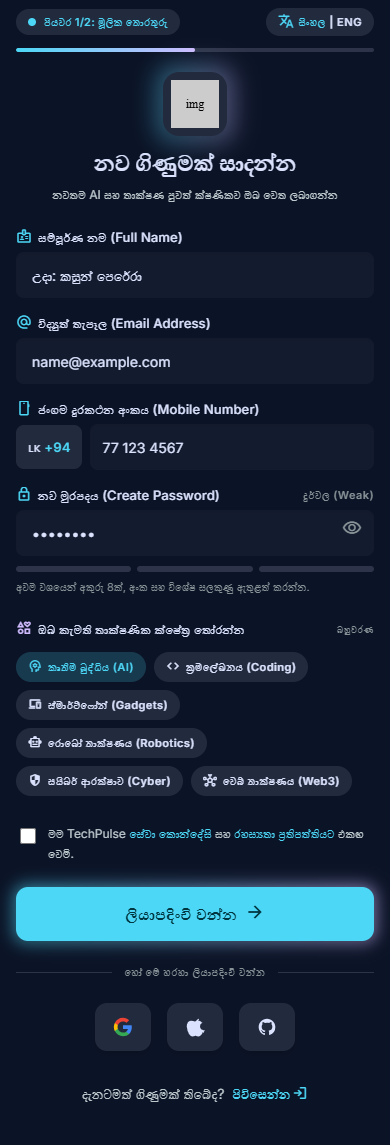 පියවර 1/2: මූලික තොරතුරු
සිංහල | ENG
img
නව ගිණුමක් සාදන්න
නවතම AI සහ තාක්ෂණ පුවත් ක්ෂණිකව ඔබ වෙත ලබාගන්න
සම්පූර්ණ නම (Full Name)
උදා: කසුන් පෙරේරා
විද්‍යුත් තැපෑල (Email Address)
name@example.com
ජංගම දුරකථන අංකය (Mobile Number)
LK +94
77 123 4567
නව මුරපදය (Create Password)
දුර්වල (Weak)
••••••••
අවම වශයෙන් අකුරු 8ක්, අංක සහ විශේෂ සලකුණු ඇතුළත් කරන්න.
ඔබ කැමති තාක්ෂණික ක්ෂේත්‍ර තෝරන්න
බහුවරණ
කෘතිම බුද්ධිය (AI)
ක්‍රමලේඛනය (Coding)
ස්මාර්ට්ෆෝන් (Gadgets)
රොබෝ තාක්ෂණය (Robotics)
සයිබර් ආරක්ෂාව (Cyber)
වෙබ් තාක්ෂණය (Web3)
මම TechPulse සේවා කොන්දේසි සහ රහස්‍යතා ප්‍රතිපත්තියට එකඟ
වෙමි.
ලියාපදිංචි වන්න
හෝ මේ හරහා ලියාපදිංචි වන්න
දැනටමත් ගිණුමක් තිබේද? පිවිසෙන්න